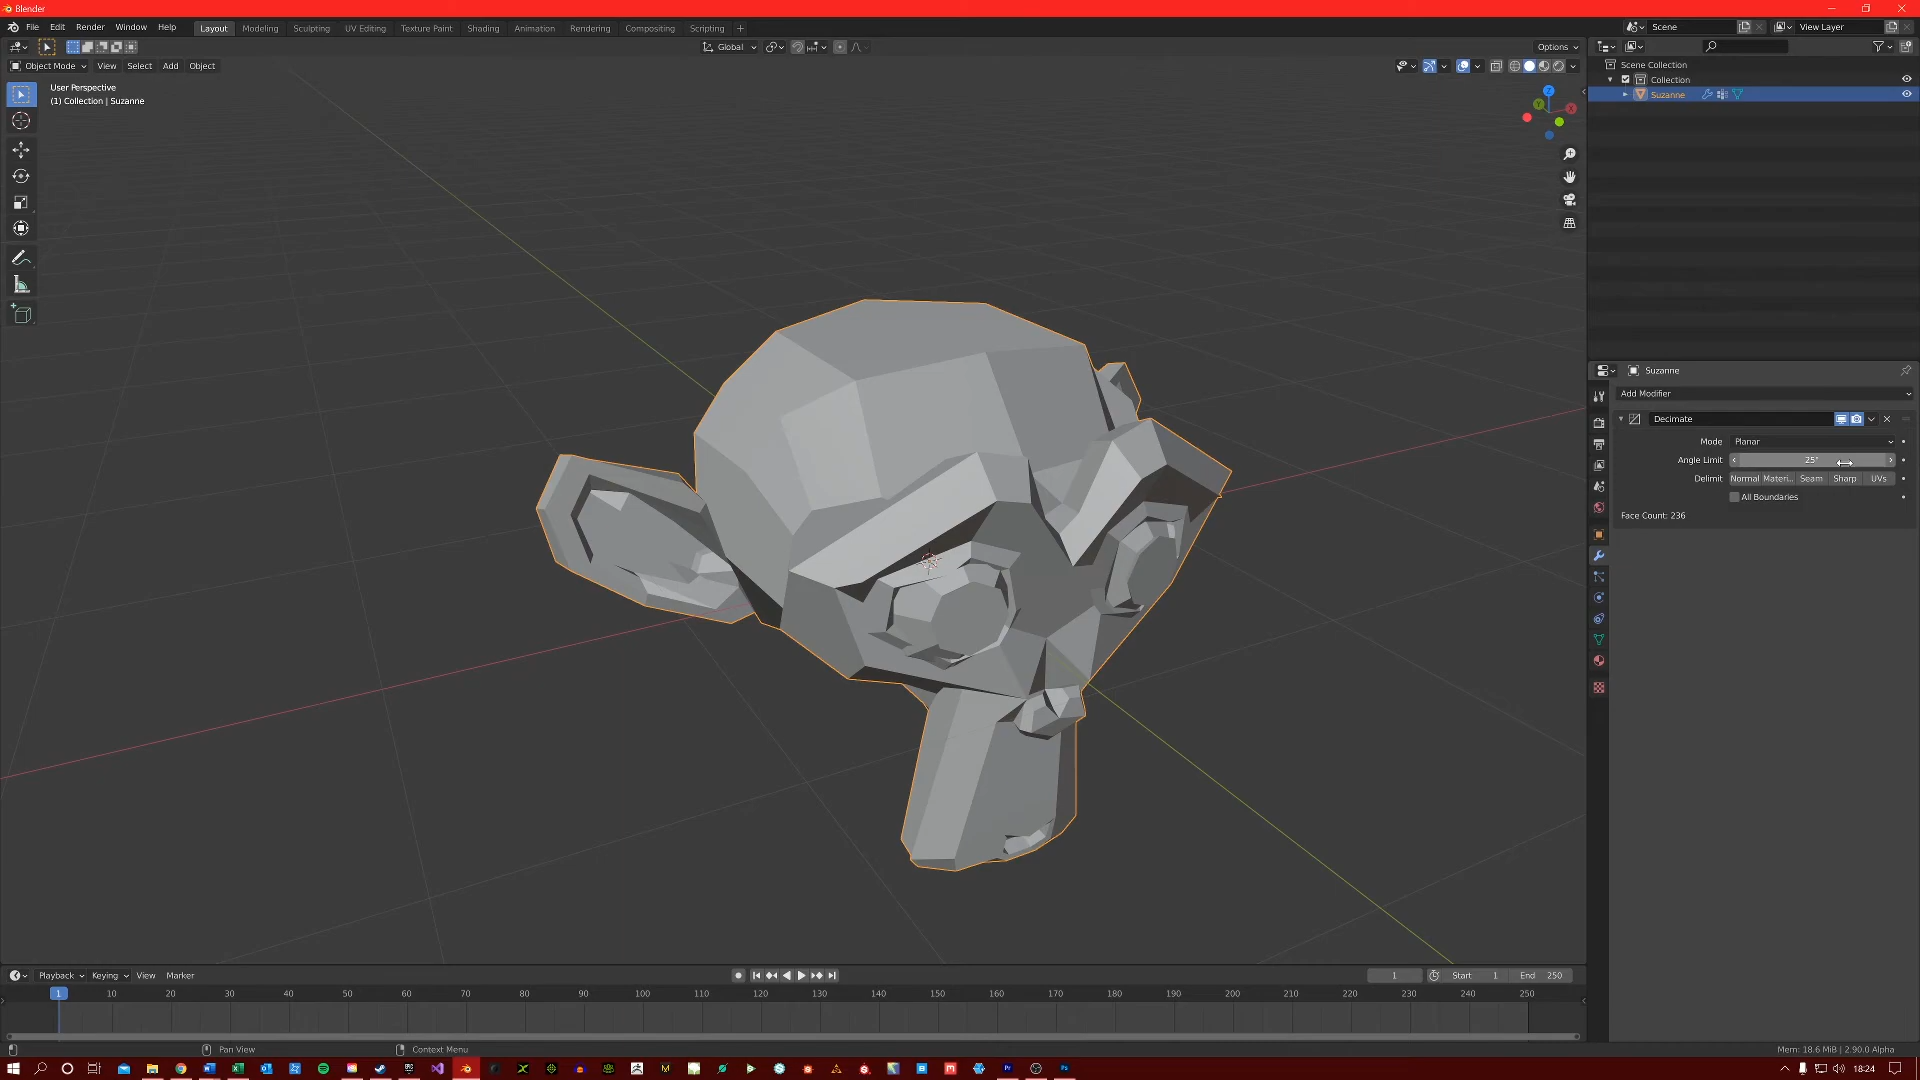 Blender
File Edit Render Window Help
Layout Modeling Sculpting UV Editing Texture Paint Shading Animation Rendering Compositing Scripting +
Scene View Layer
Global Options
Object Mode View Select Add Object
User Perspective
(1) Collection | Suzanne
Z
Y
X
Scene Collection
Collection
Suzanne
Suzanne
Add Modifier
Decimate
Mode Planar
Angle Limit 25°
Delimit Normal Materi.. Seam Sharp UVs
All Boundaries
Face Count: 236
Playback Keying View Marker 1 Start 1 End 250
1 10 20 30 40 50 60 70 80 90 100 110 120 130 140 150 160 170 180 190 200 210 220 230 240 250
Pan View Context Menu Mem: 18.6 MiB | 2.90.0 Alpha
18:24